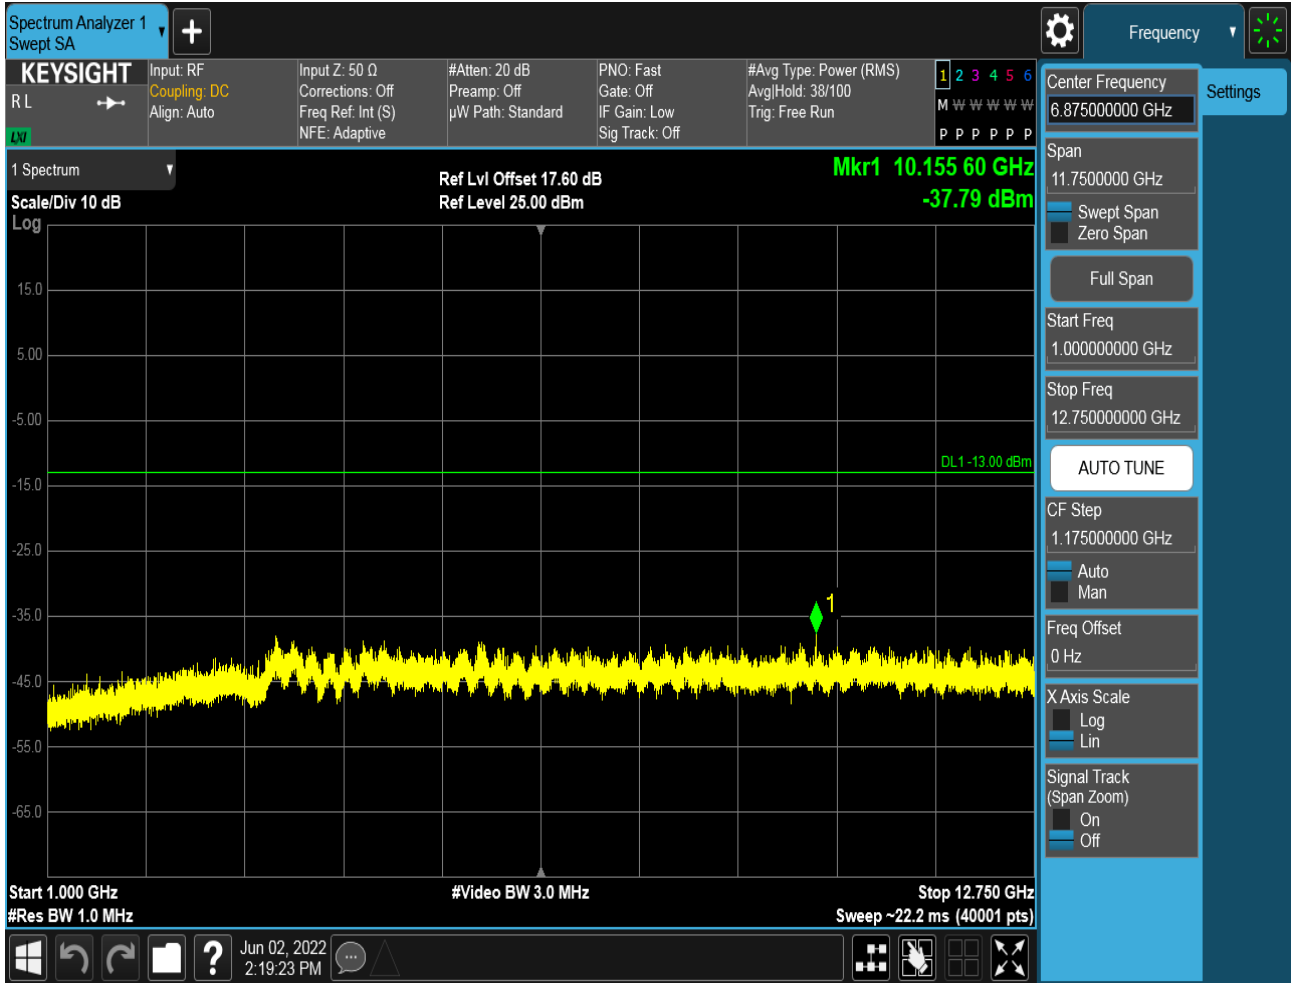 Spectrum Analyzer 1
Swept SA
Frequency
KEYSIGHT
R L
LXI
Input: RF
Coupling: DC
Align: Auto
Input Z: 50 Ω
Corrections: Off
Freq Ref: Int (S)
NFE: Adaptive
#Atten: 20 dB
Preamp: Off
µW Path: Standard
PNO: Fast
Gate: Off
IF Gain: Low
Sig Track: Off
#Avg Type: Power (RMS)
Avg|Hold: 38/100
Trig: Free Run
1 2 3 4 5 6
M W W W W W
P P P P P P
1 Spectrum
Scale/Div 10 dB
Log
Ref Lvl Offset 17.60 dB
Ref Level 25.00 dBm
Mkr1 10.155 60 GHz
-37.79 dBm
15.0
5.00
-5.00
DL1 -13.00 dBm
-15.0
-25.0
-35.0
1
-45.0
-55.0
-65.0
Start 1.000 GHz
#Res BW 1.0 MHz
#Video BW 3.0 MHz
Stop 12.750 GHz
Sweep ~22.2 ms (40001 pts)
Jun 02, 2022
2:19:23 PM
Center Frequency
6.875000000 GHz
Settings
Span
11.7500000 GHz
Swept Span
Zero Span
Full Span
Start Freq
1.000000000 GHz
Stop Freq
12.750000000 GHz
AUTO TUNE
CF Step
1.175000000 GHz
Auto
Man
Freq Offset
0 Hz
X Axis Scale
Log
Lin
Signal Track
(Span Zoom)
On
Off